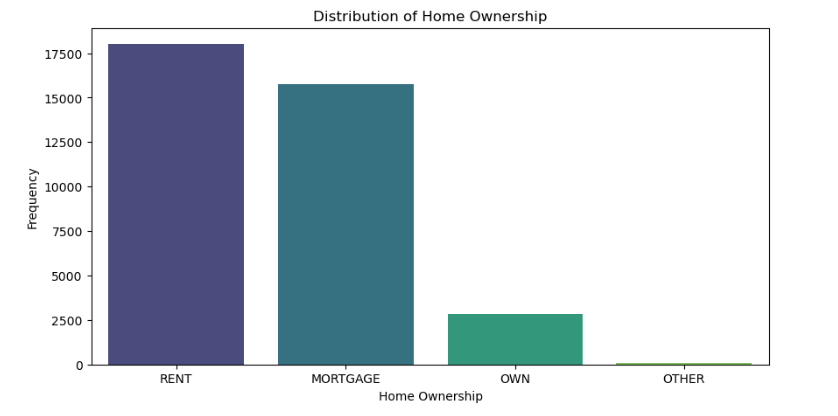 Distribution of Home Ownership
17500
15000
12500
10000
7500
5000
2500
0
Frequency
RENT MORTGAGE OWN OTHER
Home Ownership